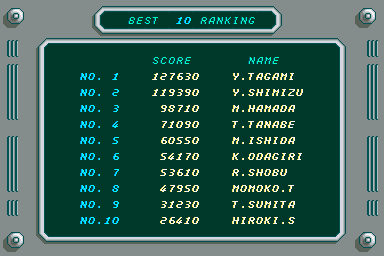 BEST 10 RANKING
SCORE NAME
NO. 1 127630 Y.TAGAMI
NO. 2 119390 Y.SHIMIZU
NO. 3 98710 M.HAMADA
NO. 4 71090 T.TANABE
NO. 5 60550 M.ISHIDA
NO. 6 54170 K.ODAGIRI
NO. 7 53610 R.SHOBU
NO. 8 47950 MOMOKO.T
NO. 9 31230 T.SUMITA
NO.10 26410 HIROKI.S